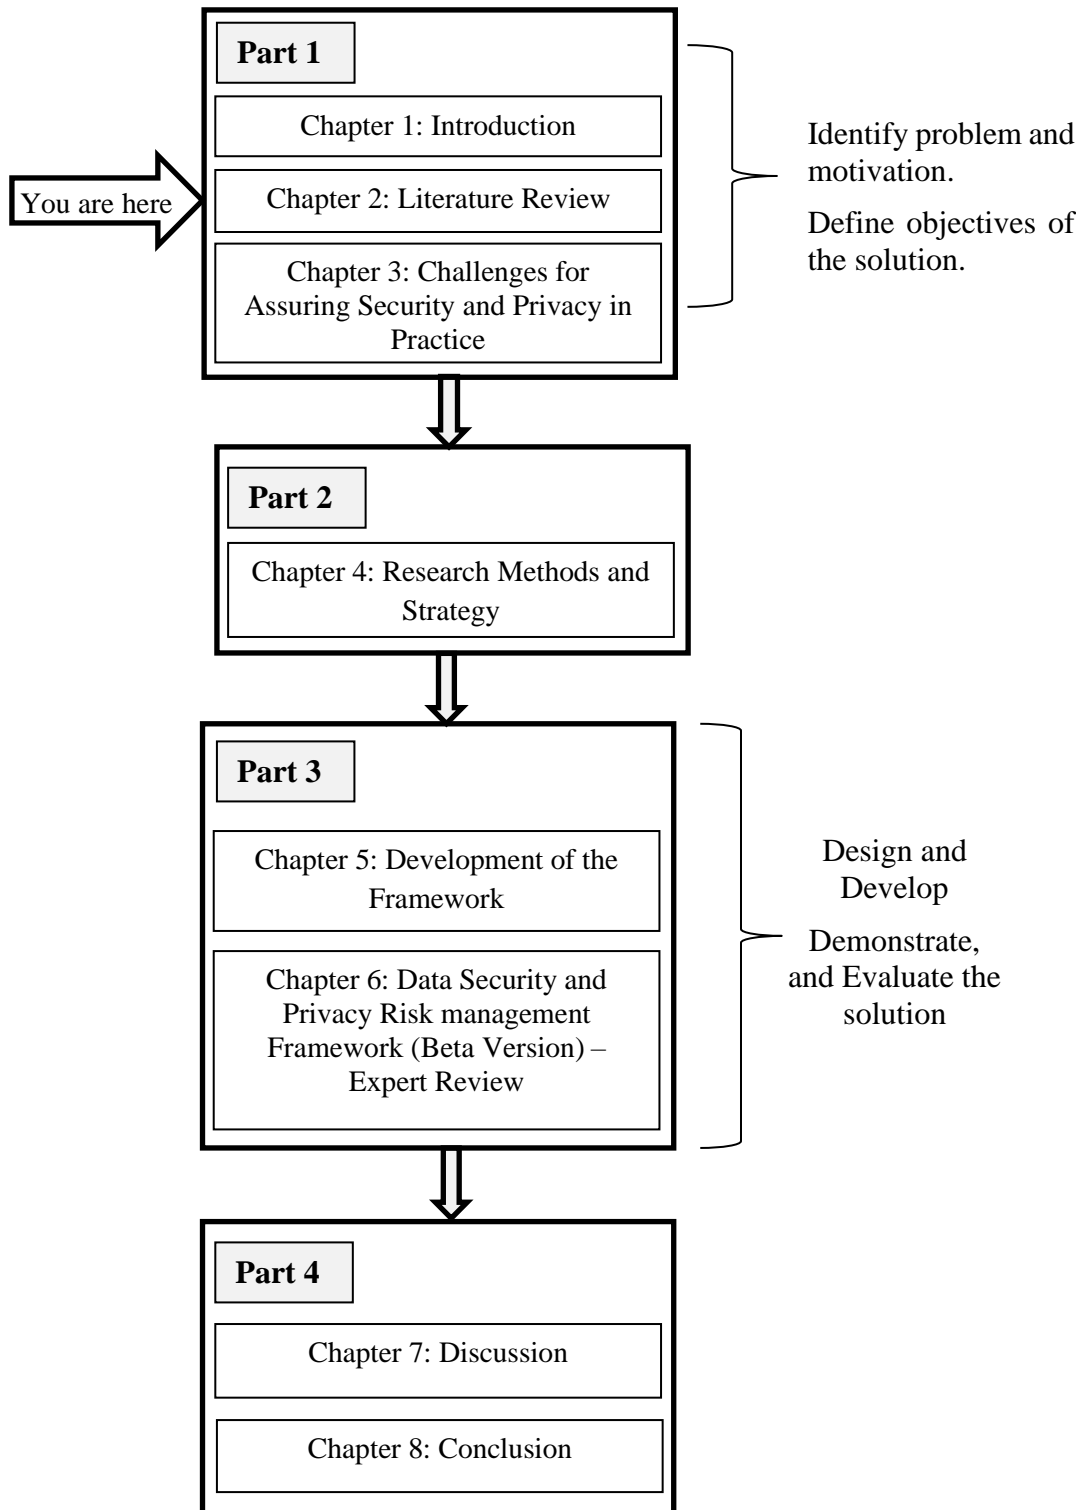 Part 1
Chapter 1: Introduction
You are here
Chapter 2: Literature Review
Chapter 3: Challenges for
Assuring Security and Privacy in
Practice
Identify problem and
motivation.
Define objectives of
the solution.
Part 2
Chapter 4: Research Methods and
Strategy
Part 3
Chapter 5: Development of the
Framework
Chapter 6: Data Security and
Privacy Risk management
Framework (Beta Version) –
Expert Review
Design and
Develop
Demonstrate,
and Evaluate the
solution
Part 4
Chapter 7: Discussion
Chapter 8: Conclusion